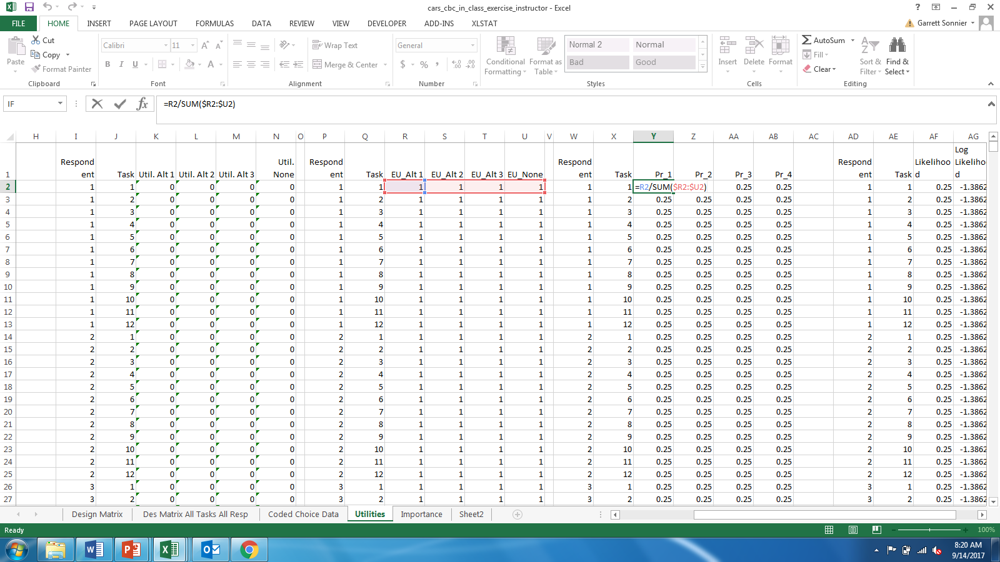 cars_cbc_in_class_exercise_instructor - Excel
FILE HOME INSERT PAGE LAYOUT FORMULAS DATA REVIEW VIEW DEVELOPER ADD-INS XLSTAT Garrett Sonnier
Paste
Cut
Copy
Format Painter
Calibri 11
B I U
Wrap Text
Merge & Center
General
$ %
Conditional Formatting
Format as Table
Normal 2 Normal
Bad Good
Insert Delete Format
AutoSum
Fill
Clear
Sort & Filter
Find & Select
Clipboard Font Alignment Number Styles Cells Editing
IF fx =R2/SUM($R2:$U2)
H I J K L M N O P Q R S T U V W X Y Z AA AB AC AD AE AF AG
1 Respondent Task Util. Alt 1 Util. Alt 2 Util. Alt 3 Util. None Respondent Task EU_Alt 1 EU_Alt 2 EU_Alt 3 EU_None Respondent Task Pr_1 Pr_2 Pr_3 Pr_4 Respondent Task Likelihood Log Likelihood
2 1 1 0 0 0 0 1 1 1 1 1 1 1 1 =R2/SUM($R2:$U2) 0.25 0.25 1 1 0.25 -1.3862
3 1 2 0 0 0 0 1 2 1 1 1 1 1 2 0.25 0.25 0.25 0.25 1 2 0.25 -1.3862
4 1 3 0 0 0 0 1 3 1 1 1 1 1 3 0.25 0.25 0.25 0.25 1 3 0.25 -1.3862
5 1 4 0 0 0 0 1 4 1 1 1 1 1 4 0.25 0.25 0.25 0.25 1 4 0.25 -1.3862
6 1 5 0 0 0 0 1 5 1 1 1 1 1 5 0.25 0.25 0.25 0.25 1 5 0.25 -1.3862
7 1 6 0 0 0 0 1 6 1 1 1 1 1 6 0.25 0.25 0.25 0.25 1 6 0.25 -1.3862
8 1 7 0 0 0 0 1 7 1 1 1 1 1 7 0.25 0.25 0.25 0.25 1 7 0.25 -1.3862
9 1 8 0 0 0 0 1 8 1 1 1 1 1 8 0.25 0.25 0.25 0.25 1 8 0.25 -1.3862
10 1 9 0 0 0 0 1 9 1 1 1 1 1 9 0.25 0.25 0.25 0.25 1 9 0.25 -1.3862
11 1 10 0 0 0 0 1 10 1 1 1 1 1 10 0.25 0.25 0.25 0.25 1 10 0.25 -1.3862
12 1 11 0 0 0 0 1 11 1 1 1 1 1 11 0.25 0.25 0.25 0.25 1 11 0.25 -1.3862
13 1 12 0 0 0 0 1 12 1 1 1 1 1 12 0.25 0.25 0.25 0.25 1 12 0.25 -1.3862
14 2 1 0 0 0 0 2 1 1 1 1 1 2 1 0.25 0.25 0.25 0.25 2 1 0.25 -1.3862
15 2 2 0 0 0 0 2 2 1 1 1 1 2 2 0.25 0.25 0.25 0.25 2 2 0.25 -1.3862
16 2 3 0 0 0 0 2 3 1 1 1 1 2 3 0.25 0.25 0.25 0.25 2 3 0.25 -1.3862
17 2 4 0 0 0 0 2 4 1 1 1 1 2 4 0.25 0.25 0.25 0.25 2 4 0.25 -1.3862
18 2 5 0 0 0 0 2 5 1 1 1 1 2 5 0.25 0.25 0.25 0.25 2 5 0.25 -1.3862
19 2 6 0 0 0 0 2 6 1 1 1 1 2 6 0.25 0.25 0.25 0.25 2 6 0.25 -1.3862
20 2 7 0 0 0 0 2 7 1 1 1 1 2 7 0.25 0.25 0.25 0.25 2 7 0.25 -1.3862
21 2 8 0 0 0 0 2 8 1 1 1 1 2 8 0.25 0.25 0.25 0.25 2 8 0.25 -1.3862
22 2 9 0 0 0 0 2 9 1 1 1 1 2 9 0.25 0.25 0.25 0.25 2 9 0.25 -1.3862
23 2 10 0 0 0 0 2 10 1 1 1 1 2 10 0.25 0.25 0.25 0.25 2 10 0.25 -1.3862
24 2 11 0 0 0 0 2 11 1 1 1 1 2 11 0.25 0.25 0.25 0.25 2 11 0.25 -1.3862
25 2 12 0 0 0 0 2 12 1 1 1 1 2 12 0.25 0.25 0.25 0.25 2 12 0.25 -1.3862
26 3 1 0 0 0 0 3 1 1 1 1 1 3 1 0.25 0.25 0.25 0.25 3 1 0.25 -1.3862
27 3 2 0 0 0 0 3 2 1 1 1 1 3 2 0.25 0.25 0.25 0.25 3 2 0.25 -1.3862
Design Matrix Des Matrix All Tasks All Resp Coded Choice Data Utilities Importance Sheet2
Ready 100%
8:20 AM
9/14/2017